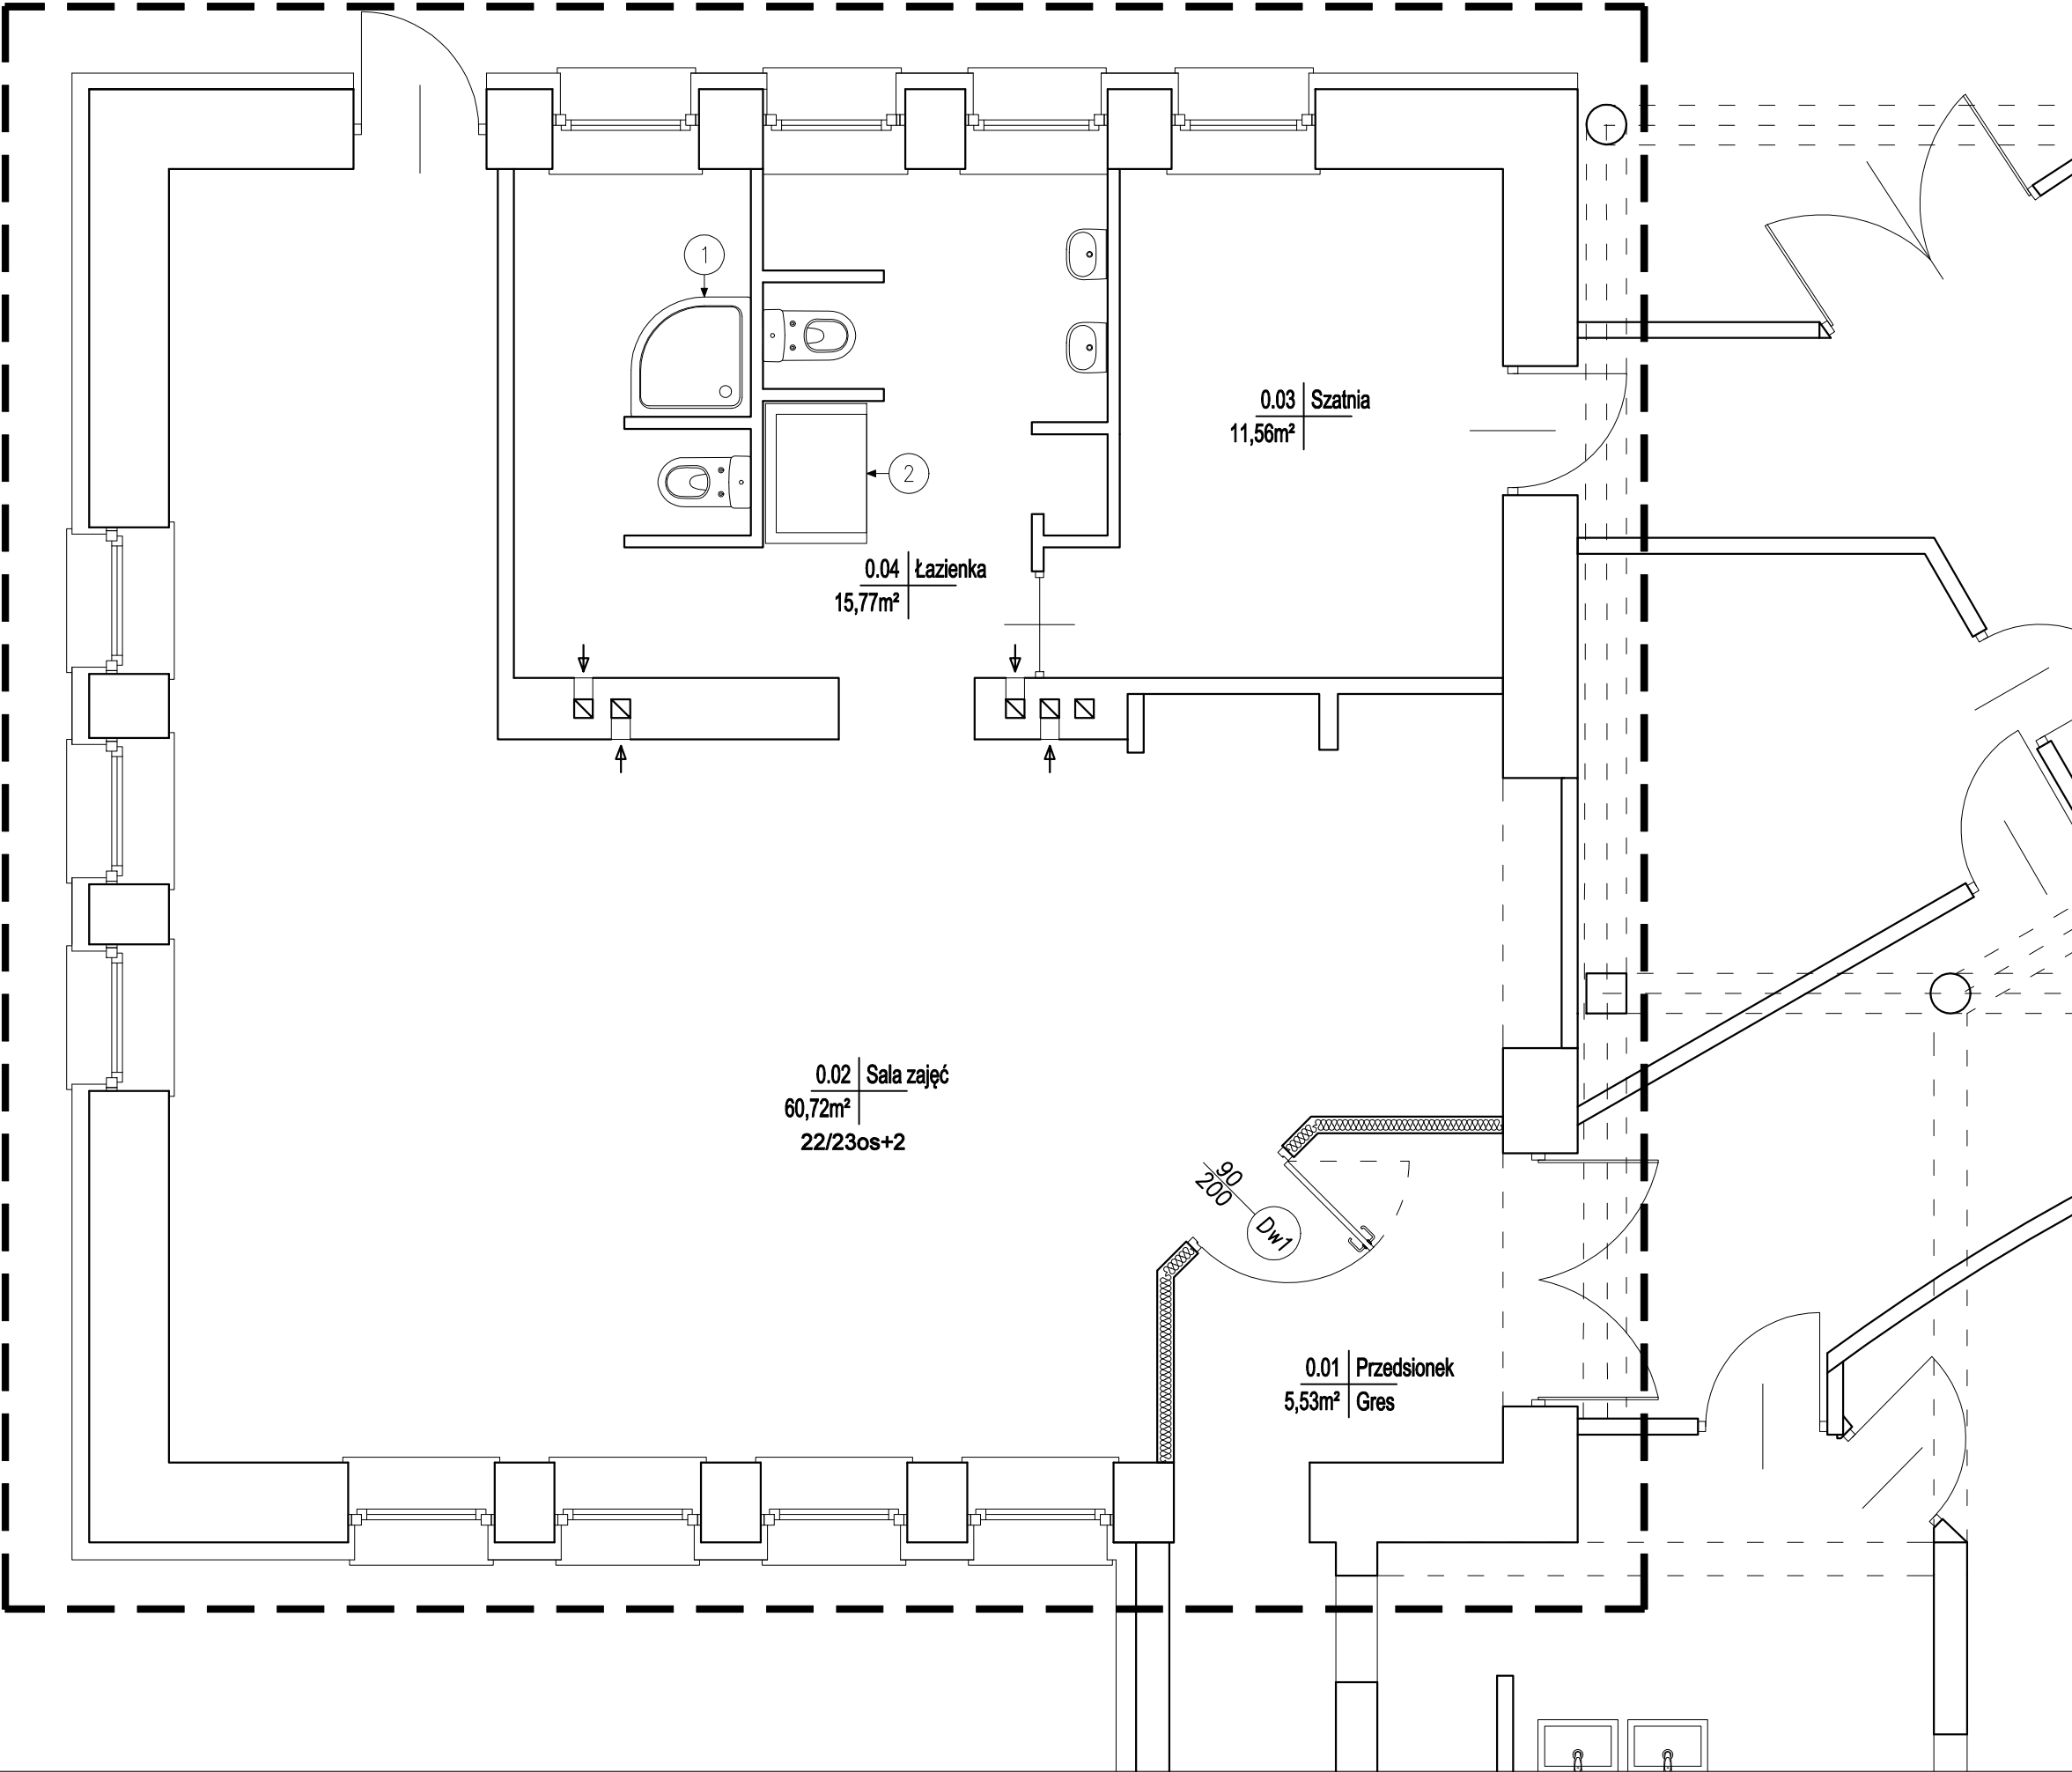 1
0.03 Szatnia
11,56m²
2
0.04 Łazienka
15,77m²
0.02 Sala zajęć
60,72m²
22/23os+2
90
200
Dw1
0.01 Przedsionek
5,53m² Gres